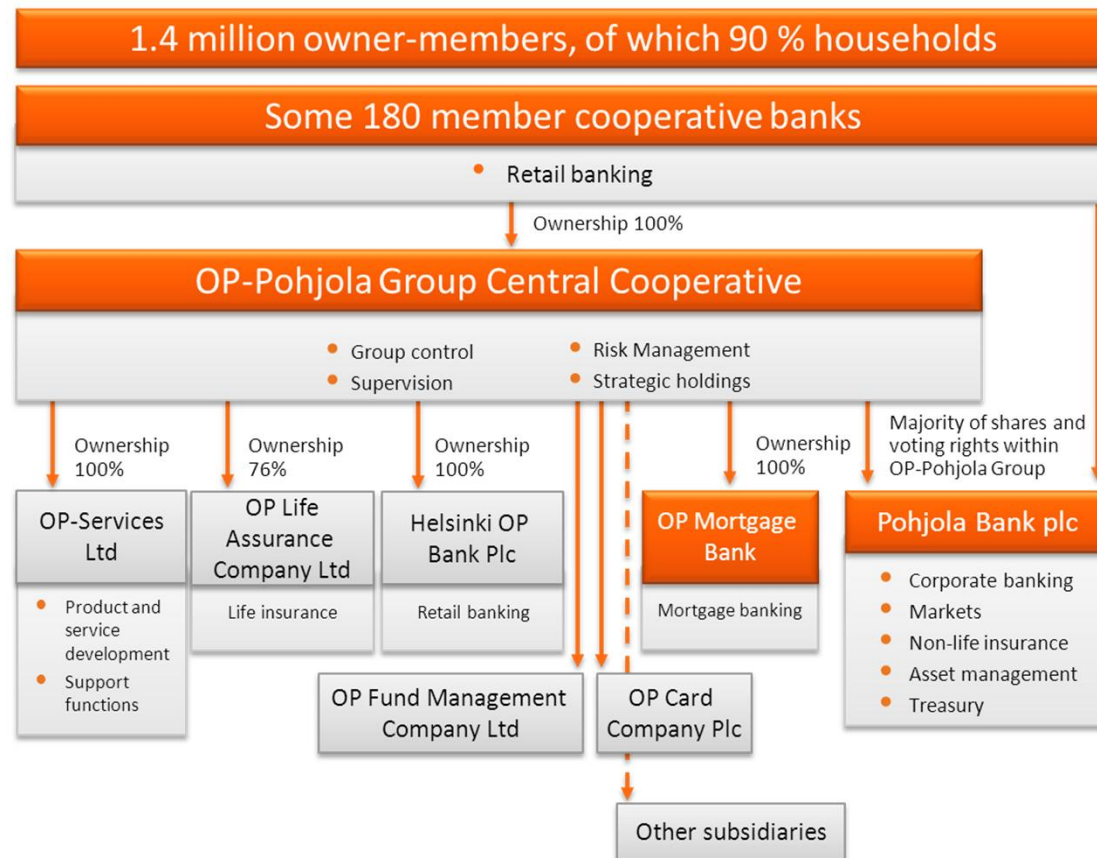 1.4 million owner-members, of which 90 % households
Some 180 member cooperative banks
• Retail banking
Ownership 100%
OP-Pohjola Group Central Cooperative
• Group control
• Supervision
• Risk Management
• Strategic holdings
Ownership
100%
OP-Services
Ltd
• Product and
service
development
• Support
functions
Ownership
76%
OP Life
Assurance
Company Ltd
Life insurance
Ownership
100%
Helsinki OP
Bank Plc
Retail banking
OP Fund Management
Company Ltd
OP Card
Company Plc
Other subsidiaries
Ownership
100%
OP Mortgage
Bank
Mortgage banking
Majority of shares and
voting rights within
OP-Pohjola Group
Pohjola Bank plc
• Corporate banking
• Markets
• Non-life insurance
• Asset management
• Treasury